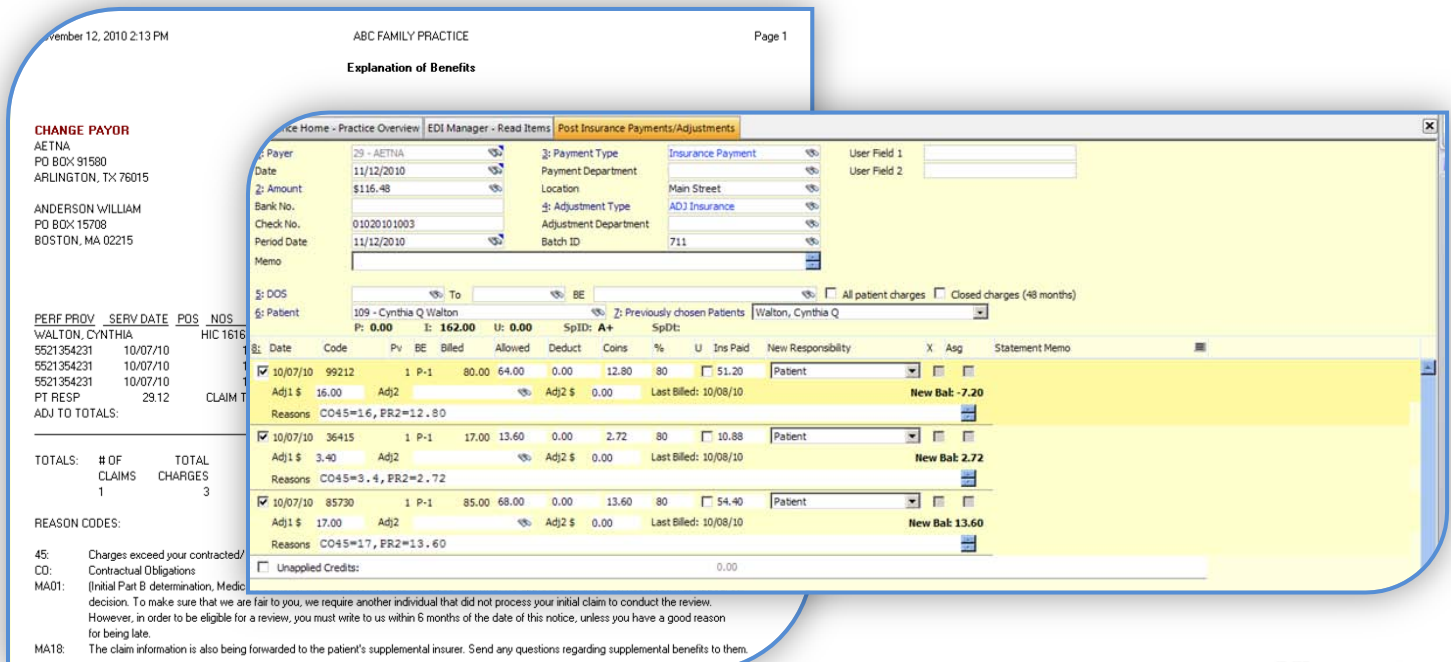 vember 12, 2010 2:13 PM ABC FAMILY PRACTICE Page 1
Explanation of Benefits
CHANGE PAYOR
AETNA
PO BOX 91580
ARLINGTON, TX 76015
ANDERSON WILLIAM
PO BOX 15708
BOSTON, MA 02215
PERF PROV SERV DATE POS NOS
WALTON, CYNTHIA HIC 1616
5521354231 10/07/10 1
5521354231 10/07/10 1
5521354231 10/07/10 1
PT RESP 29.12 CLAIM T
ADJ TO TOTALS:
TOTALS: # OF TOTAL
CLAIMS CHARGES
1 3
REASON CODES:
45: Charges exceed your contracted/
CO: Contractual Obligations
MA01: (Initial Part B determination, Medic
decision. To make sure that we are fair to you, we require another individual that did not process your initial claim to conduct the review.
However, in order to be eligible for a review, you must write to us within 6 months of the date of this notice, unless you have a good reason
for being late.
MA18: The claim information is also being forwarded to the patient's supplemental insurer. Send any questions regarding supplemental benefits to them.
nce Home - Practice Overview EDI Manager - Read Items Post Insurance Payments/Adjustments
: Payer 29 - AETNA 3: Payment Type Insurance Payment User Field 1
Date 11/12/2010 Payment Department User Field 2
2: Amount $116.48 Location Main Street
Bank No. 4: Adjustment Type ADJ Insurance
Check No. 01020101003 Adjustment Department
Period Date 11/12/2010 Batch ID 711
Memo
5: DOS To BE All patient charges Closed charges (48 months)
6: Patient 109 - Cynthia Q Walton 7: Previously chosen Patients Walton, Cynthia Q
P: 0.00 I: 162.00 U: 0.00 SpID: A+ SpDt:
8: Date Code Pv BE Billed Allowed Deduct Coins % U Ins Paid New Responsibility X Asg Statement Memo
10/07/10 99212 1 P-1 80.00 64.00 0.00 12.80 80 51.20 Patient
Adj1 $ 16.00 Adj2 Adj2 $ 0.00 Last Billed: 10/08/10 New Bal: -7.20
Reasons CO45=16,PR2=12.80
10/07/10 36415 1 P-1 17.00 13.60 0.00 2.72 80 10.88 Patient
Adj1 $ 3.40 Adj2 Adj2 $ 0.00 Last Billed: 10/08/10 New Bal: 2.72
Reasons CO45=3.4,PR2=2.72
10/07/10 85730 1 P-1 85.00 68.00 0.00 13.60 80 54.40 Patient
Adj1 $ 17.00 Adj2 Adj2 $ 0.00 Last Billed: 10/08/10 New Bal: 13.60
Reasons CO45=17,PR2=13.60
Unapplied Credits: 0.00